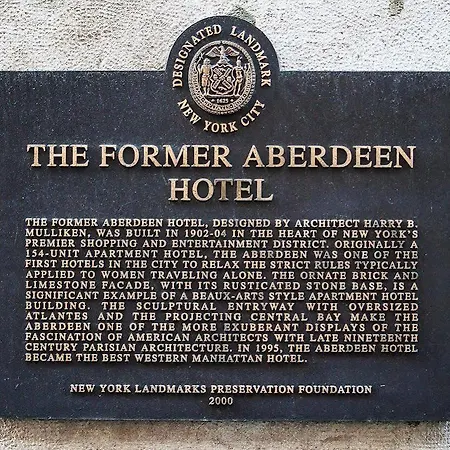 DESIGNATED LANDMARK
NEW YORK CITY
1625
THE FORMER ABERDEEN
HOTEL
THE FORMER ABERDEEN HOTEL, DESIGNED BY ARCHITECT HARRY B.
MULLIKEN, WAS BUILT IN 1902-04 IN THE HEART OF NEW YORK'S
PREMIER SHOPPING AND ENTERTAINMENT DISTRICT. ORIGINALLY A
154-UNIT APARTMENT HOTEL, THE ABERDEEN WAS ONE OF THE
FIRST HOTELS IN THE CITY TO RELAX THE STRICT RULES TYPICALLY
APPLIED TO WOMEN TRAVELING ALONE. THE ORNATE BRICK AND
LIMESTONE FACADE, WITH ITS RUSTICATED STONE BASE, IS A
SIGNIFICANT EXAMPLE OF A BEAUX-ARTS STYLE APARTMENT HOTEL
BUILDING. THE SCULPTURAL ENTRYWAY WITH OVERSIZED
ATLANTES AND THE PROJECTING CENTRAL BAY MAKE THE
ABERDEEN ONE OF THE MORE EXUBERANT DISPLAYS OF THE
FASCINATION OF AMERICAN ARCHITECTS WITH LATE NINETEENTH
CENTURY PARISIAN ARCHITECTURE. IN 1995, THE ABERDEEN HOTEL
BECAME THE BEST WESTERN MANHATTAN HOTEL.
NEW YORK LANDMARKS PRESERVATION FOUNDATION
2000